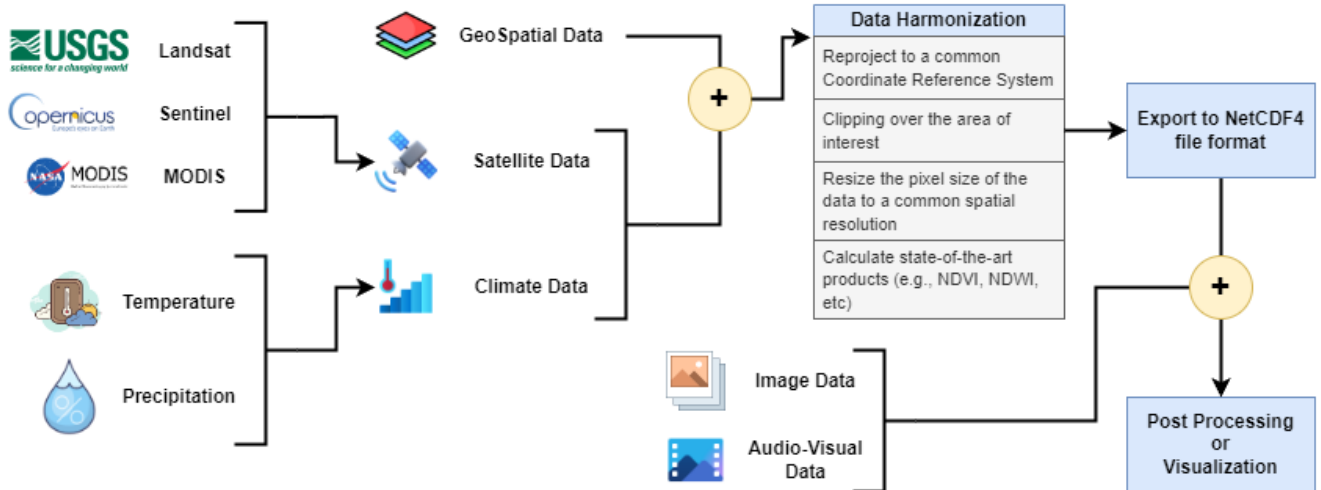 USGS
science for a changing world
Landsat
Copernicus
Europe's eyes on Earth
Sentinel
NASA
MODIS
MODIS
Temperature
%
Precipitation
GeoSpatial Data
Satellite Data
Climate Data
+
Data Harmonization
Reproject to a common
Coordinate Reference System
Clipping over the area of
interest
Resize the pixel size of the
data to a common spatial
resolution
Calculate state-of-the-art
products (e.g., NDVI, NDWI,
etc)
Export to NetCDF4
file format
+
Image Data
Audio-Visual
Data
Post Processing
or
Visualization